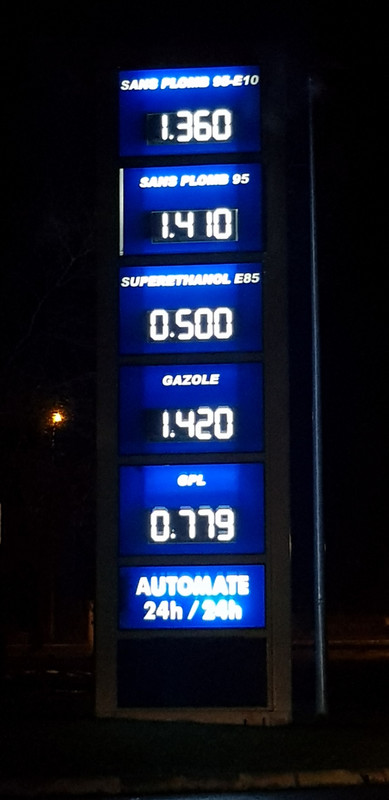 SANS PLOMB 95-E10
1.360
SANS PLOMB 95
1.410
SUPERETHANOL E85
0.500
GAZOLE
1.420
GPL
0.779
AUTOMATE
24h / 24h